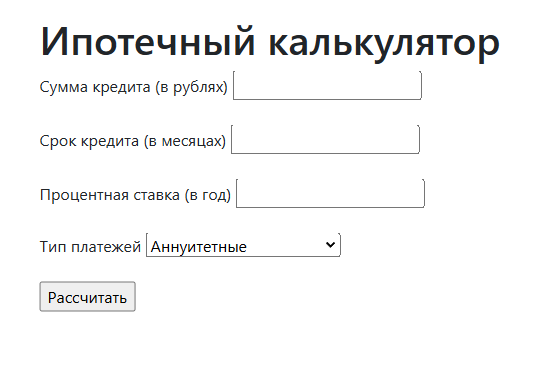 Ипотечный калькулятор
Сумма кредита (в рублях)
Срок кредита (в месяцах)
Процентная ставка (в год)
Тип платежей Аннуитетные
Рассчитать